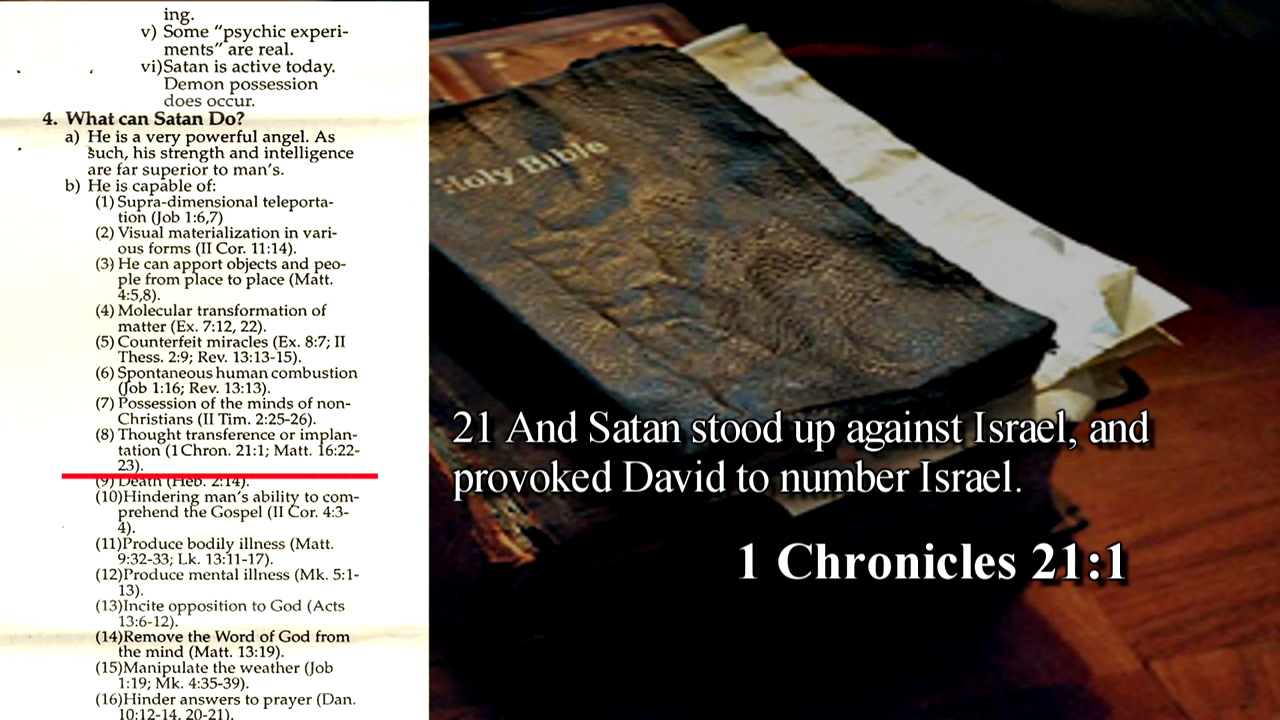 ing.
v) Some “psychic experi-
ments” are real.
vi)Satan is active today.
Demon possession
does occur.
4. What can Satan Do?
a) He is a very powerful angel. As
such, his strength and intelligence
are far superior to man’s.
b) He is capable of:
(1) Supra-dimensional teleporta-
tion (Job 1:6,7)
(2) Visual materialization in vari-
ous forms (II Cor. 11:14).
(3) He can apport objects and peo-
ple from place to place (Matt.
4:5,8).
(4) Molecular transformation of
matter (Ex. 7:12, 22).
(5) Counterfeit miracles (Ex. 8:7; II
Thess. 2:9; Rev. 13:13-15).
(6) Spontaneous human combustion
(Job 1:16; Rev. 13:13).
(7) Possession of the minds of non-
Christians (II Tim. 2:25-26).
(8) Thought transference or implan-
tation (1 Chron. 21:1; Matt. 16:22-
23).
(9) Death (Heb. 2:14).
(10)Hindering man’s ability to com-
prehend the Gospel (II Cor. 4:3-
4).
(11)Produce bodily illness (Matt.
9:32-33; Lk. 13:11-17).
(12)Produce mental illness (Mk. 5:1-
13).
(13)Incite opposition to God (Acts
13:6-12).
(14)Remove the Word of God from
the mind (Matt. 13:19).
(15)Manipulate the weather (Job
1:19; Mk. 4:35-39).
(16)Hinder answers to prayer (Dan.
10:12-14, 20-21).
Holy Bible
21 And Satan stood up against Israel, and
provoked David to number Israel.
1 Chronicles 21:1